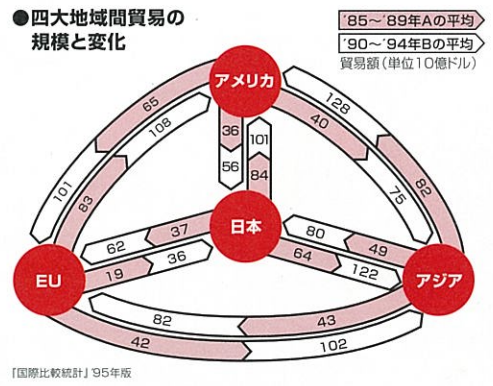 ●四大地域間貿易の
規模と変化
'85〜'89年Aの平均
'90〜'94年Bの平均
貿易額（単位10億ドル）
アメリカ
65
108
101
83
36
56
101
84
40
128
75
82
日本
62
37
19
36
80
49
64
122
EU
アジア
82
43
42
102
『国際比較統計』'95年版